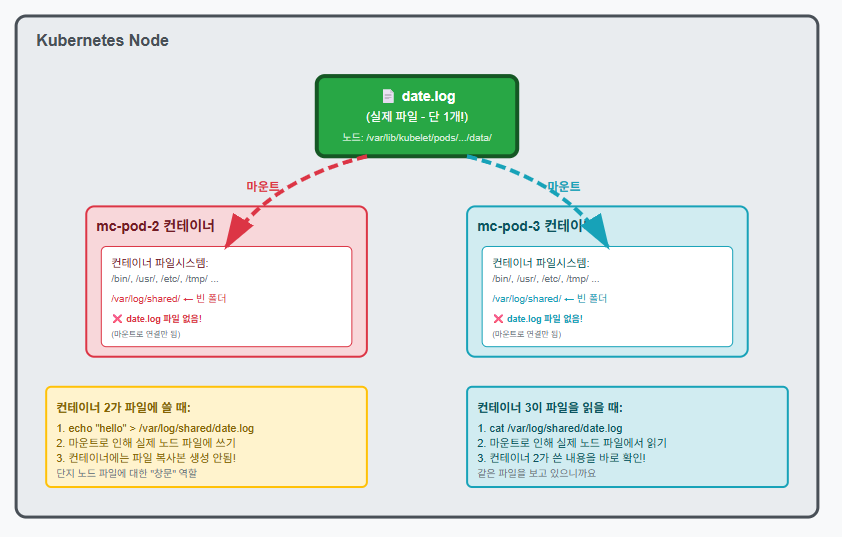 Kubernetes Node
📄 date.log
(실제 파일 - 단 1개!)
노드: /var/lib/kubelet/pods/.../data/
마운트
마운트
mc-pod-2 컨테이너
컨테이너 파일시스템:
/bin/, /usr/, /etc/, /tmp/ ...
/var/log/shared/ ← 빈 폴더
❌ date.log 파일 없음!
(마운트로 연결만 됨)
mc-pod-3 컨테이너
컨테이너 파일시스템:
/bin/, /usr/, /etc/, /tmp/ ...
/var/log/shared/ ← 빈 폴더
❌ date.log 파일 없음!
(마운트로 연결만 됨)
컨테이너 2가 파일에 쓸 때:
1. echo "hello" > /var/log/shared/date.log
2. 마운트로 인해 실제 노드 파일에 쓰기
3. 컨테이너에는 파일 복사본 생성 안됨!
단지 노드 파일에 대한 "창문" 역할
컨테이너 3이 파일을 읽을 때:
1. cat /var/log/shared/date.log
2. 마운트로 인해 실제 노드 파일에서 읽기
3. 컨테이너 2가 쓴 내용을 바로 확인!
같은 파일을 보고 있으니까요